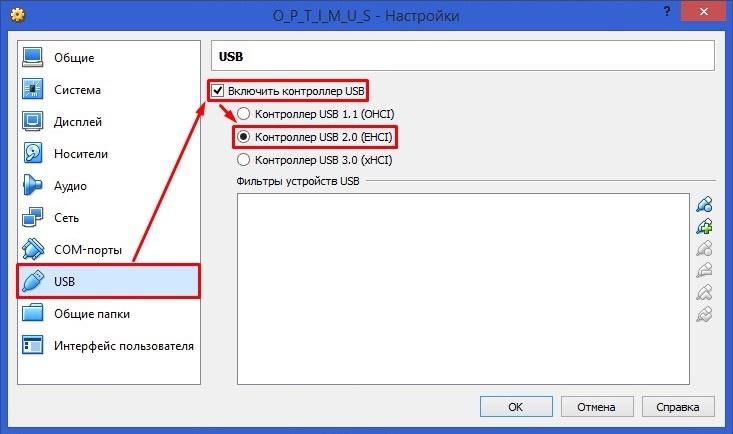 O_P_T_I_M_U_S - Настройки
Общие
Система
Дисплей
Носители
Аудио
Сеть
COM-порты
USB
Общие папки
Интерфейс пользователя
USB
Включить контроллер USB
Контроллер USB 1.1 (OHCI)
Контроллер USB 2.0 (EHCI)
Контроллер USB 3.0 (xHCI)
Фильтры устройств USB
OK
Отмена
Справка